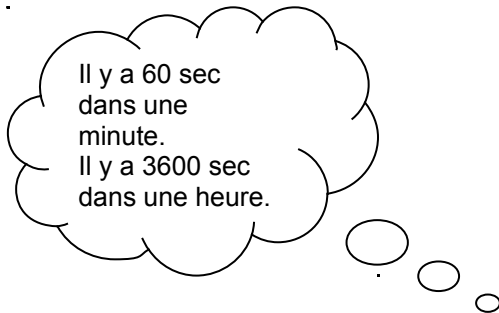 Il y a 60 sec
dans une
minute.
Il y a 3600 sec
dans une heure.